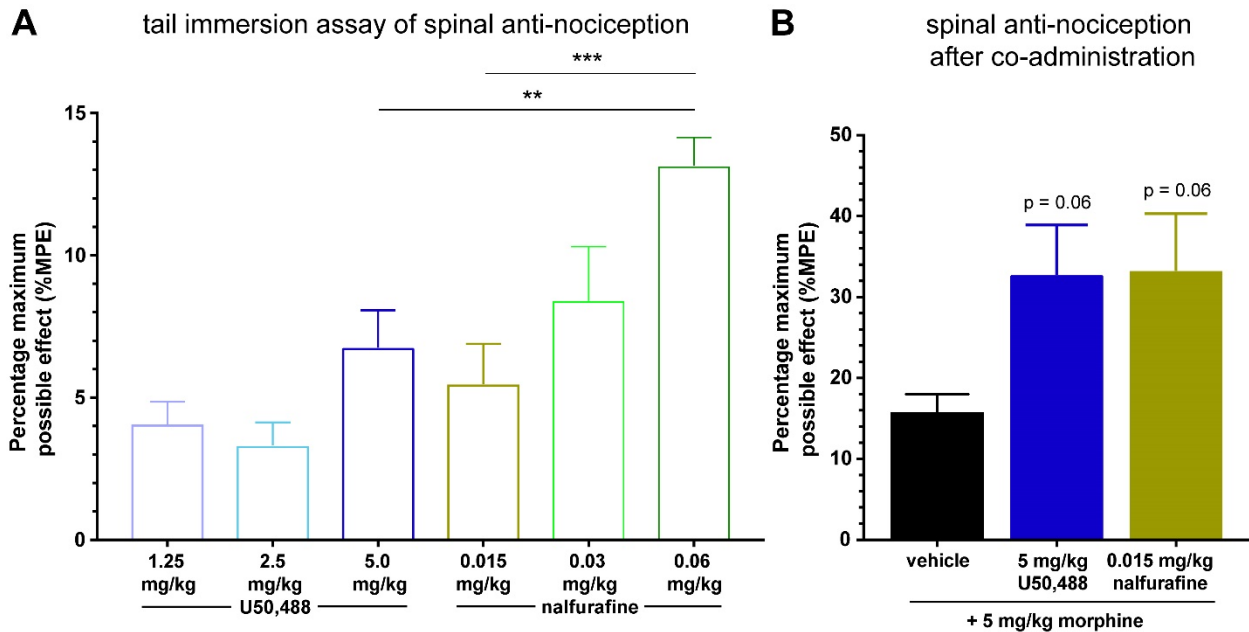 A
tail immersion assay of spinal anti-nociception
***
**
Percentage maximum
possible effect (%MPE)
15
10
5
0
1.25
mg/kg
2.5
mg/kg
5.0
mg/kg
0.015
mg/kg
0.03
mg/kg
0.06
mg/kg
U50,488
nalfurafine
B
spinal anti-nociception
after co-administration
Percentage maximum
possible effect (%MPE)
50
40
30
20
10
0
p = 0.06
p = 0.06
vehicle
5 mg/kg
U50,488
0.015 mg/kg
nalfurafine
+ 5 mg/kg morphine